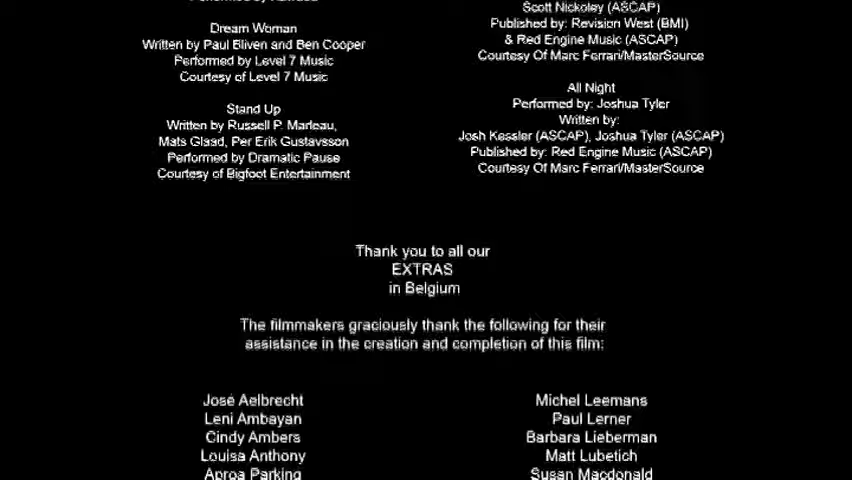 Dream Woman
Written by Paul Bliven and Ben Cooper
Performed by Level 7 Music
Courtesy of Level 7 Music
Stand Up
Written by Russell P. Marleau,
Mats Glaad, Per Erik Gustavsson
Performed by Dramatic Pause
Courtesy of Bigfoot Entertainment
Scott Nickoley (ASCAP)
Published by: Revision West (BMI)
& Red Engine Music (ASCAP)
Courtesy Of Marc Ferrari/MasterSource
All Night
Performed by: Joshua Tyler
Written by:
Josh Kessler (ASCAP), Joshua Tyler (ASCAP)
Published by: Red Engine Music (ASCAP)
Courtesy Of Marc Ferrari/MasterSource
Thank you to all our
EXTRAS
in Belgium
The filmmakers graciously thank the following for their
assistance in the creation and completion of this film:
José Aelbrecht
Leni Ambayan
Cindy Ambers
Louisa Anthony
Aproa Parking
Michel Leemans
Paul Lerner
Barbara Lieberman
Matt Lubetich
Susan Macdonald